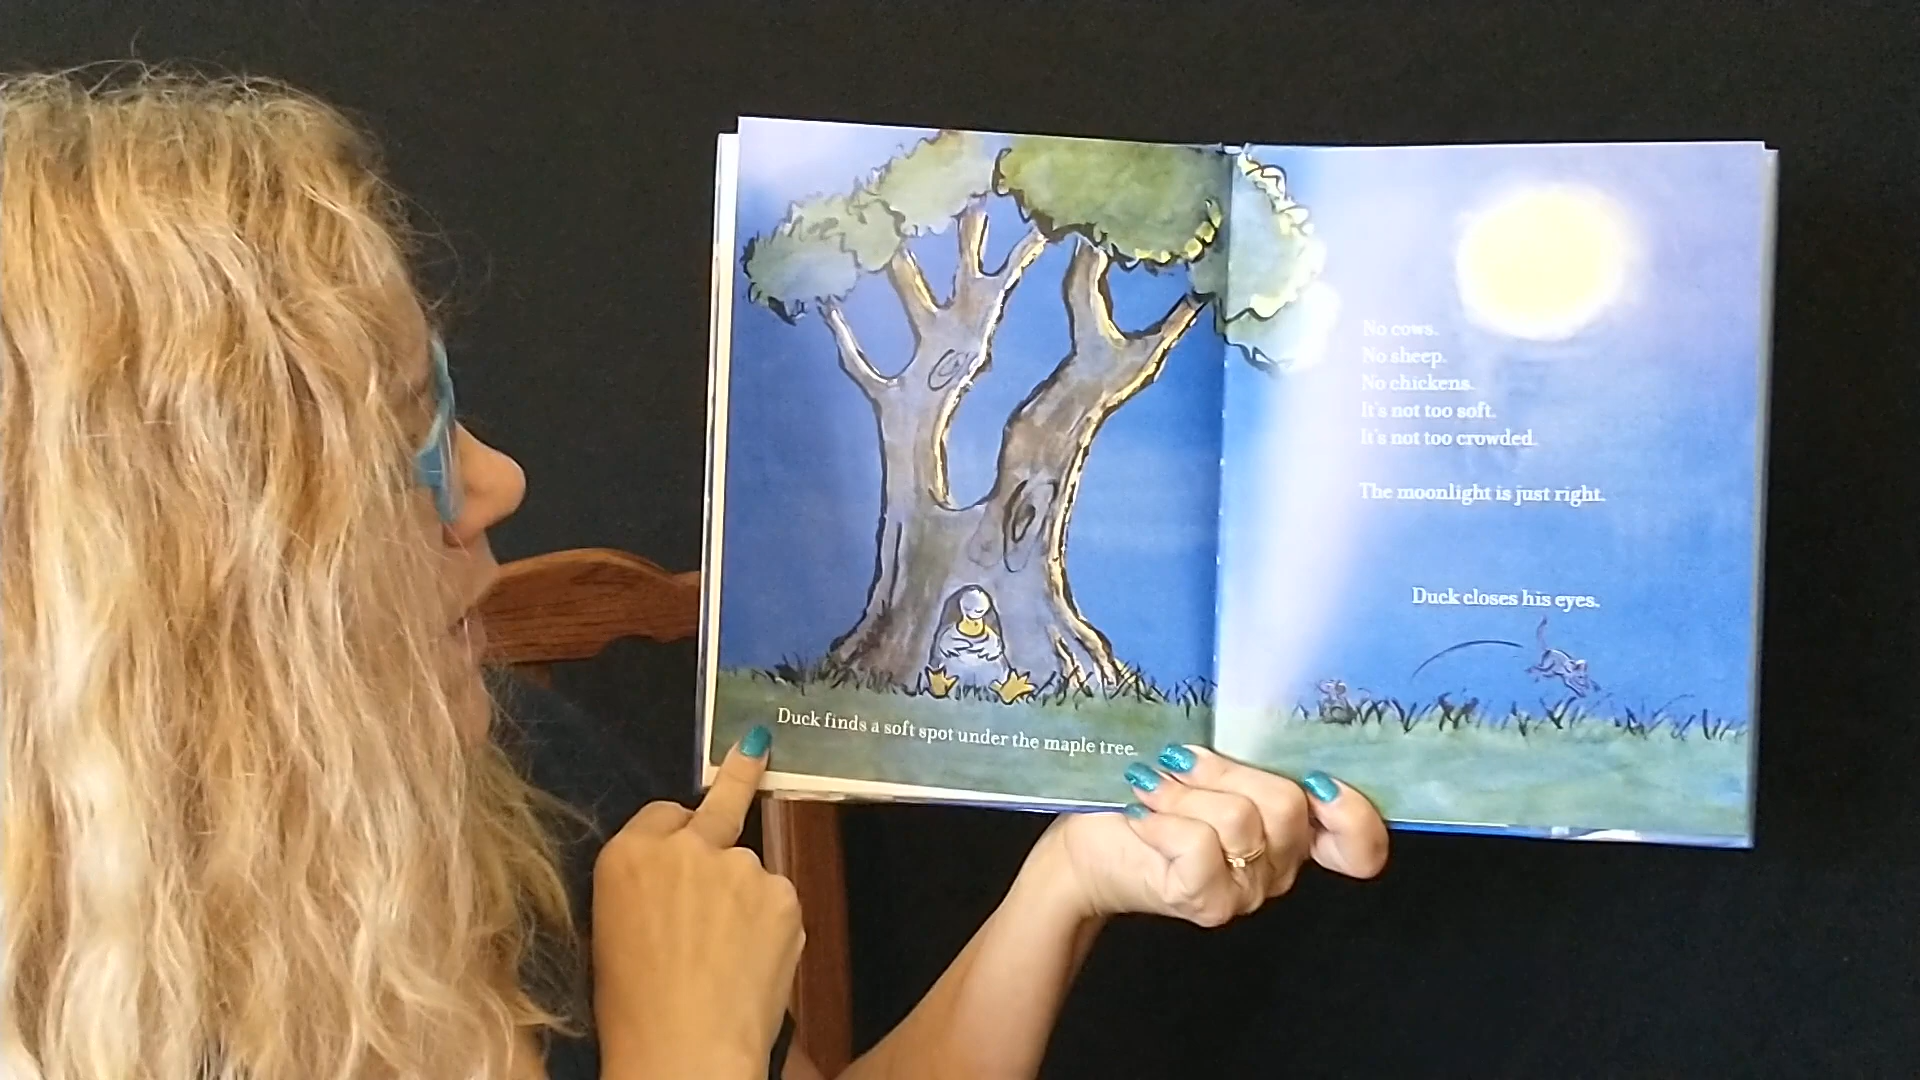 Duck finds a soft spot under the maple tree.
No cows.
No sheep.
No chickens.
It's not too soft.
It's not too crowded.
The moonlight is just right.
Duck closes his eyes.